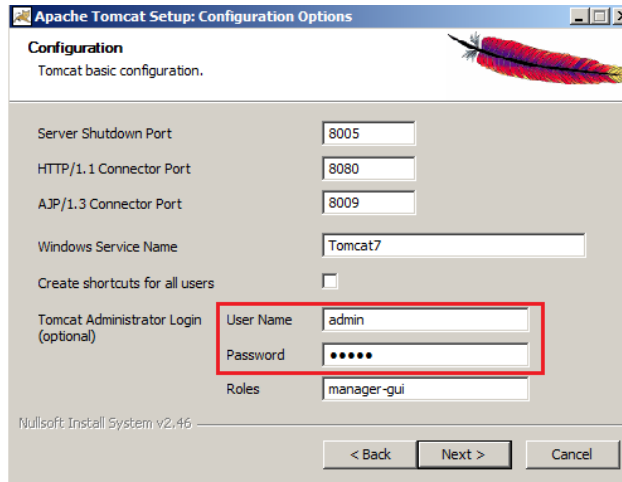 Apache Tomcat Setup: Configuration Options
Configuration
Tomcat basic configuration.
Server Shutdown Port 8005
HTTP/1.1 Connector Port 8080
AJP/1.3 Connector Port 8009
Windows Service Name Tomcat7
Create shortcuts for all users
Tomcat Administrator Login User Name admin
(optional)
Password •••••
Roles manager-gui
Nullsoft Install System v2.46
< Back Next > Cancel